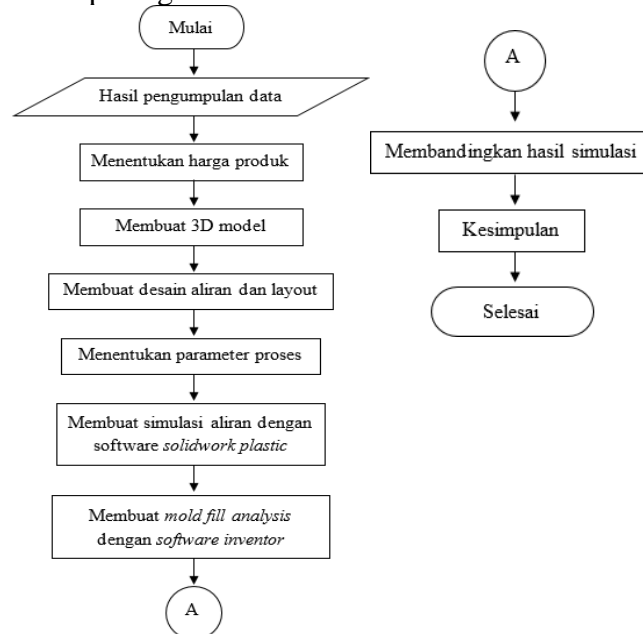 Mulai
Hasil pengumpulan data
Menentukan harga produk
Membuat 3D model
Membuat desain aliran dan layout
Menentukan parameter proses
Membuat simulasi aliran dengan
software solidwork plastic
Membuat mold fill analysis
dengan software inventor
A
A
Membandingkan hasil simulasi
Kesimpulan
Selesai